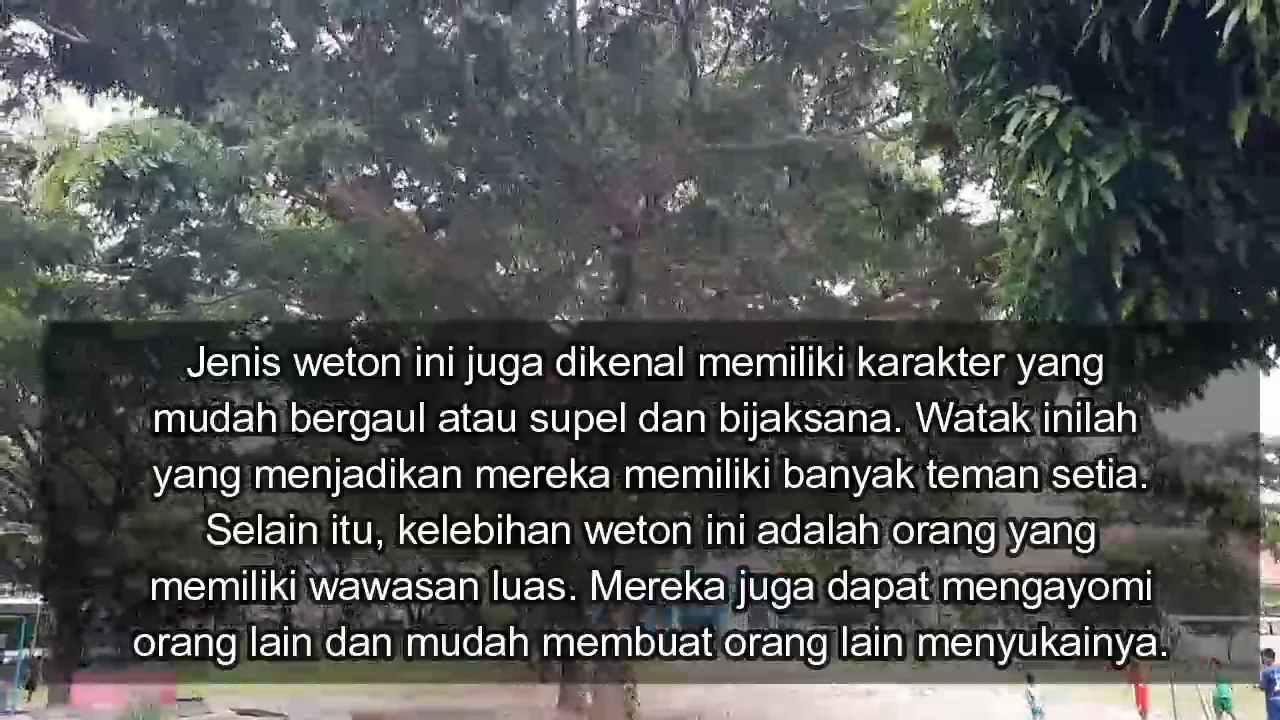 Jenis weton ini juga dikenal memiliki karakter yang
mudah bergaul atau supel dan bijaksana. Watak inilah
yang menjadikan mereka memiliki banyak teman setia.
Selain itu, kelebihan weton ini adalah orang yang
memiliki wawasan luas. Mereka juga dapat mengayomi
orang lain dan mudah membuat orang lain menyukainya.